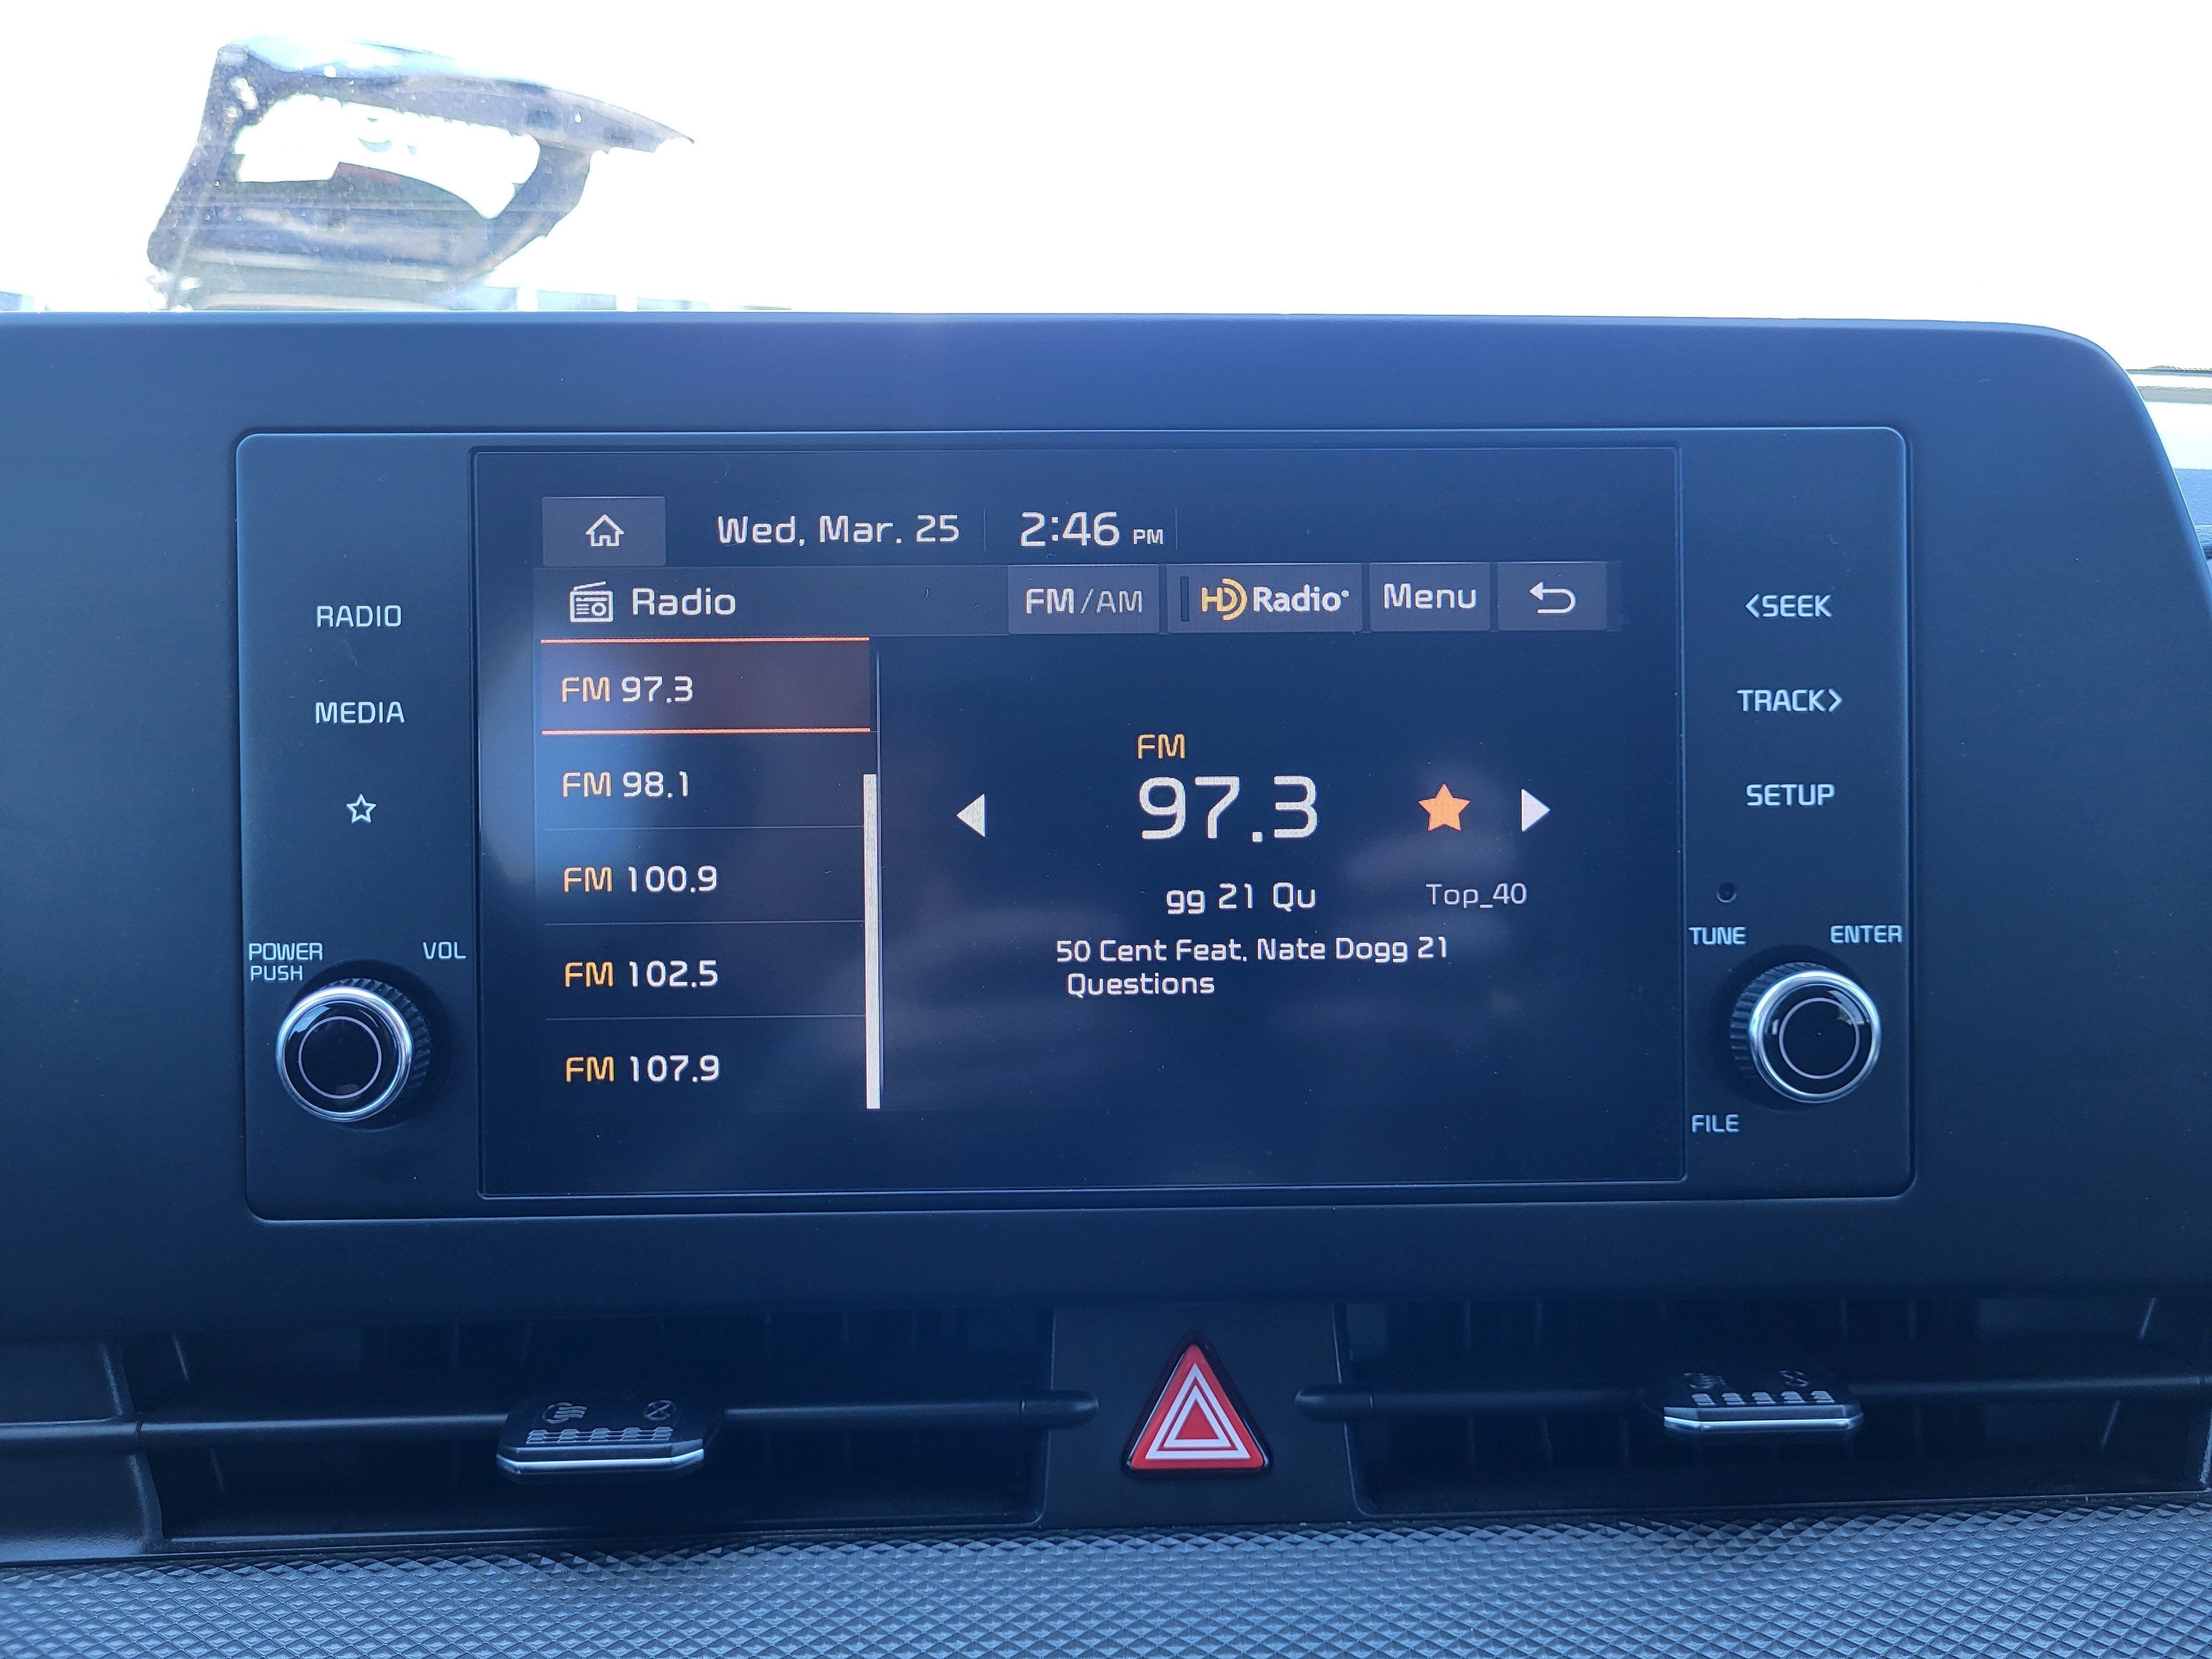 Wed, Mar. 25 2:46 PM
Radio FM/AM HD Radio Menu
RADIO
MEDIA
POWER
PUSH
VOL
FM 97.3
FM 98.1
FM 100.9
FM 102.5
FM 107.9
FM
97.3
gg 21 Qu Top_40
50 Cent Feat. Nate Dogg 21
Questions
<SEEK
TRACK>
SETUP
TUNE ENTER
FILE